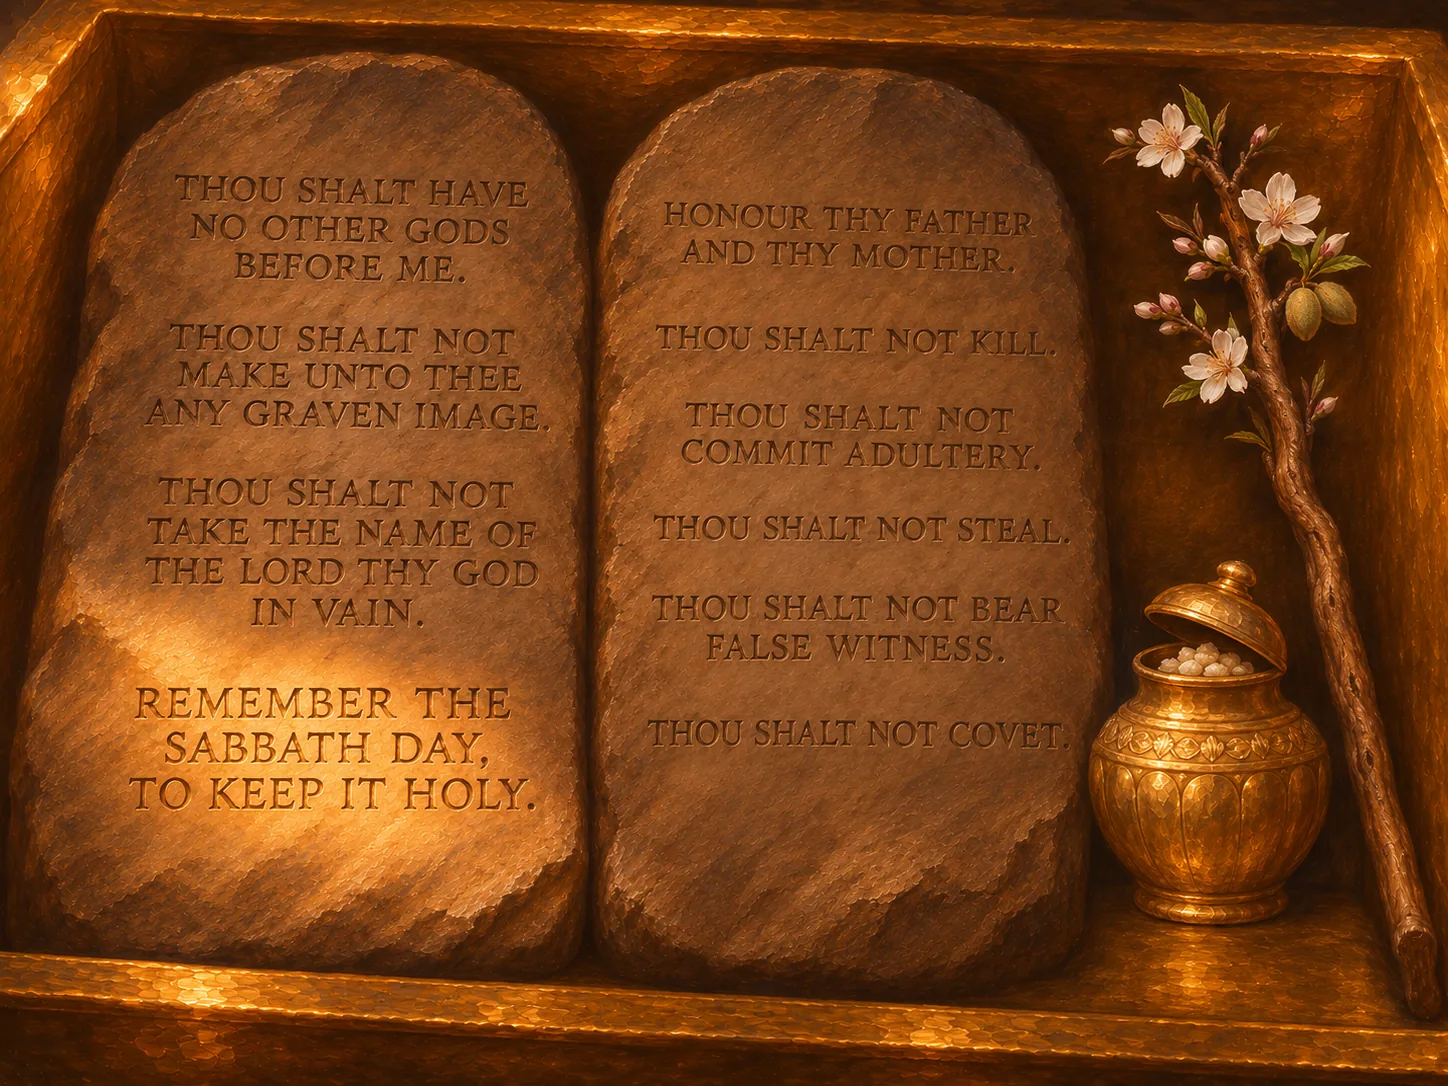 THOU SHALT HAVE
NO OTHER GODS
BEFORE ME.
THOU SHALT NOT
MAKE UNTO THEE
ANY GRAVEN IMAGE.
THOU SHALT NOT
TAKE THE NAME OF
THE LORD THY GOD
IN VAIN.
REMEMBER THE
SABBATH DAY,
TO KEEP IT HOLY.
HONOUR THY FATHER
AND THY MOTHER.
THOU SHALT NOT KILL.
THOU SHALT NOT
COMMIT ADULTERY.
THOU SHALT NOT STEAL.
THOU SHALT NOT BEAR
FALSE WITNESS.
THOU SHALT NOT COVET.